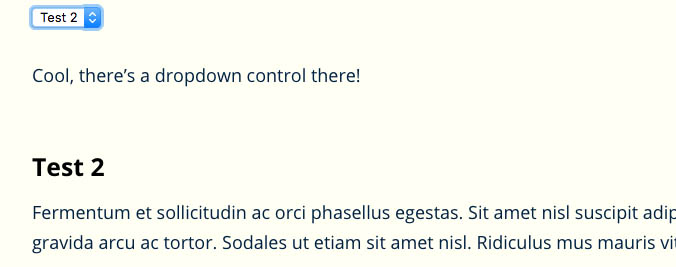 Test 2
Cool, there’s a dropdown control there!
Test 2
Fermentum et sollicitudin ac orci phasellus egestas. Sit amet nisl suscipit adip
gravida arcu ac tortor. Sodales ut etiam sit amet nisl. Ridiculus mus mauris vit